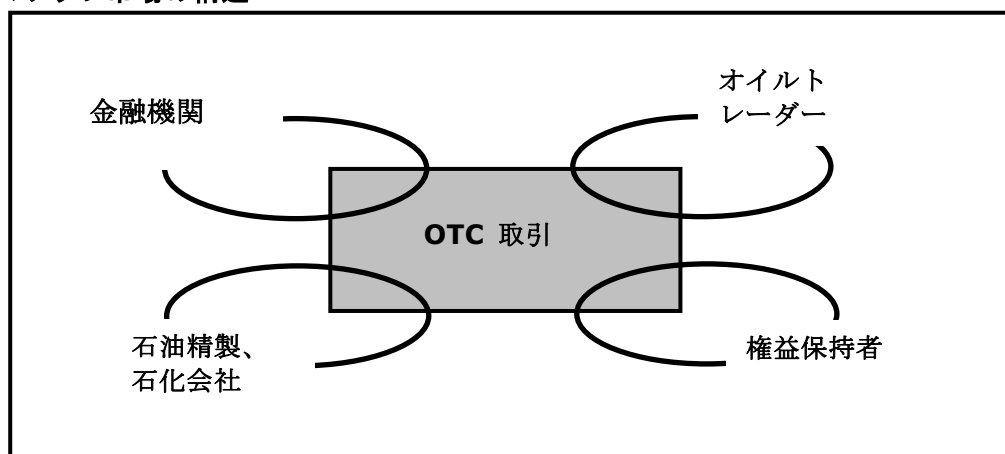 金融機関
オイルト
レーダー
OTC 取引
石油精製、
石化会社
権益保持者